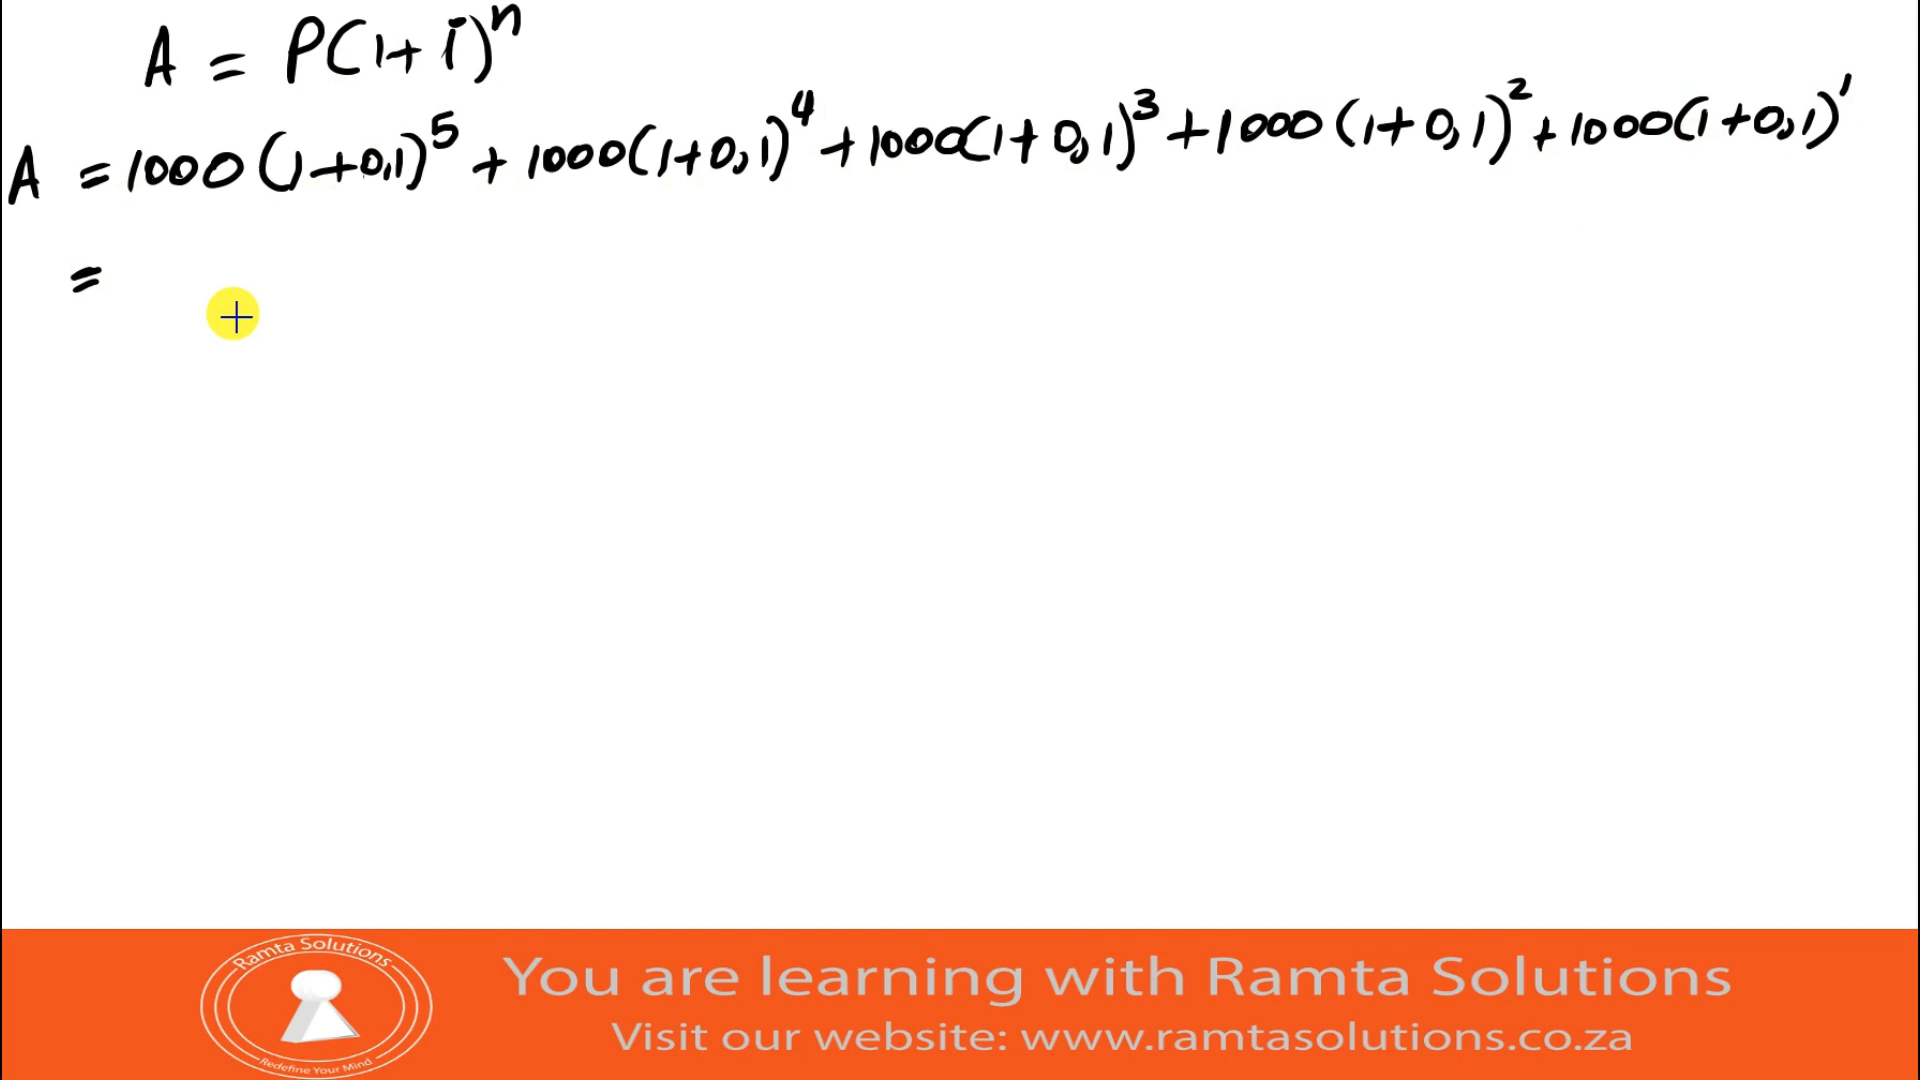 A = P(1+i)^n
A = 1000(1+0,1)^5 + 1000(1+0,1)^4 + 1000(1+0,1)^3 + 1000(1+0,1)^2 + 1000(1+0,1)^1
=
Ramta Solutions
Redefine Your Mind
You are learning with Ramta Solutions
Visit our website: www.ramtasolutions.co.za